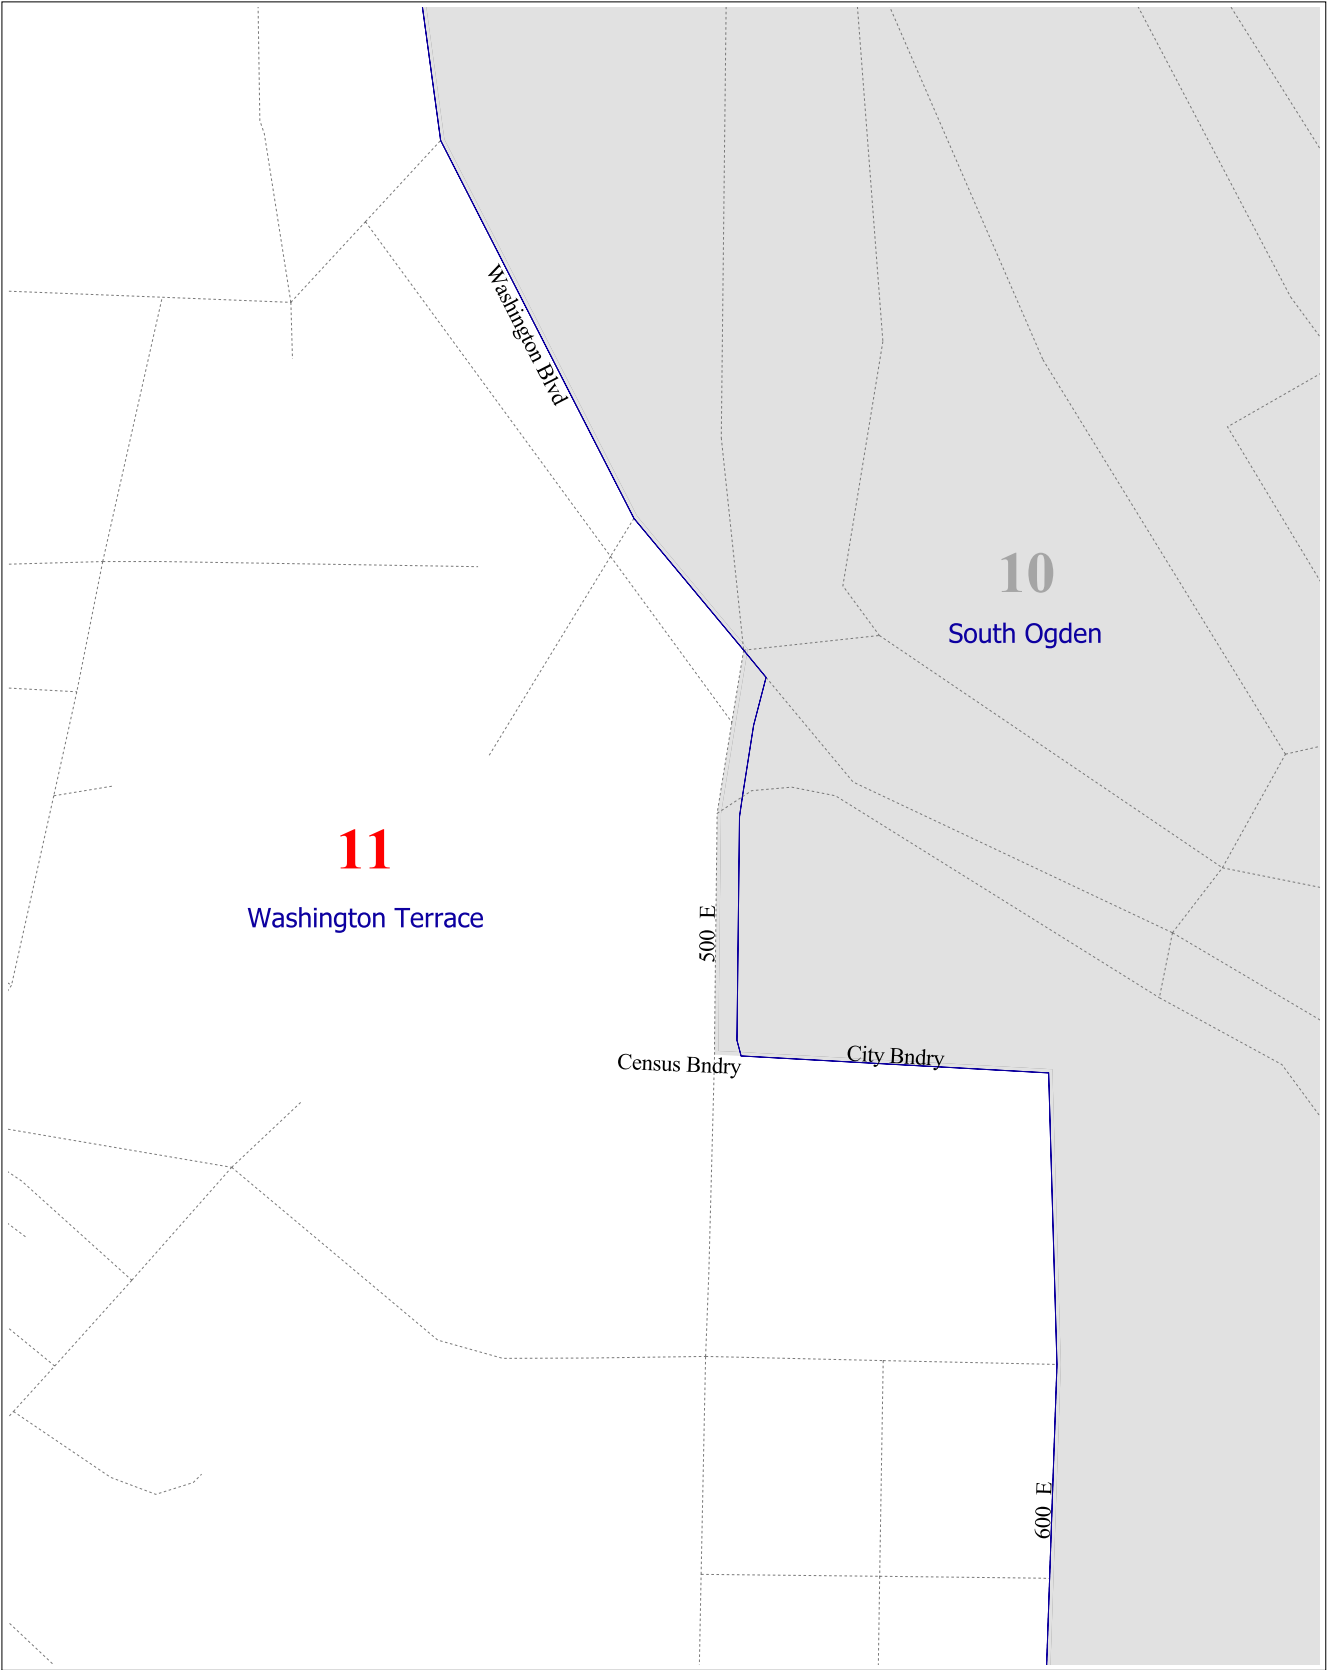 Washington Blvd
10
South Ogden
11
Washington Terrace
500 E
Census Bndry
City Bndry
600 E